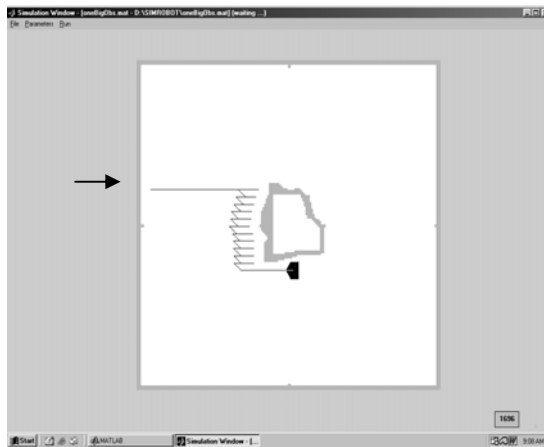 Simulation Window - [oneBigObs.mat - D:\SIMROBOT\oneBigObs.mat] (waiting ...)
File Parameters Run
1696
Start MATLAB Simulation Window - [... 9:08 AM